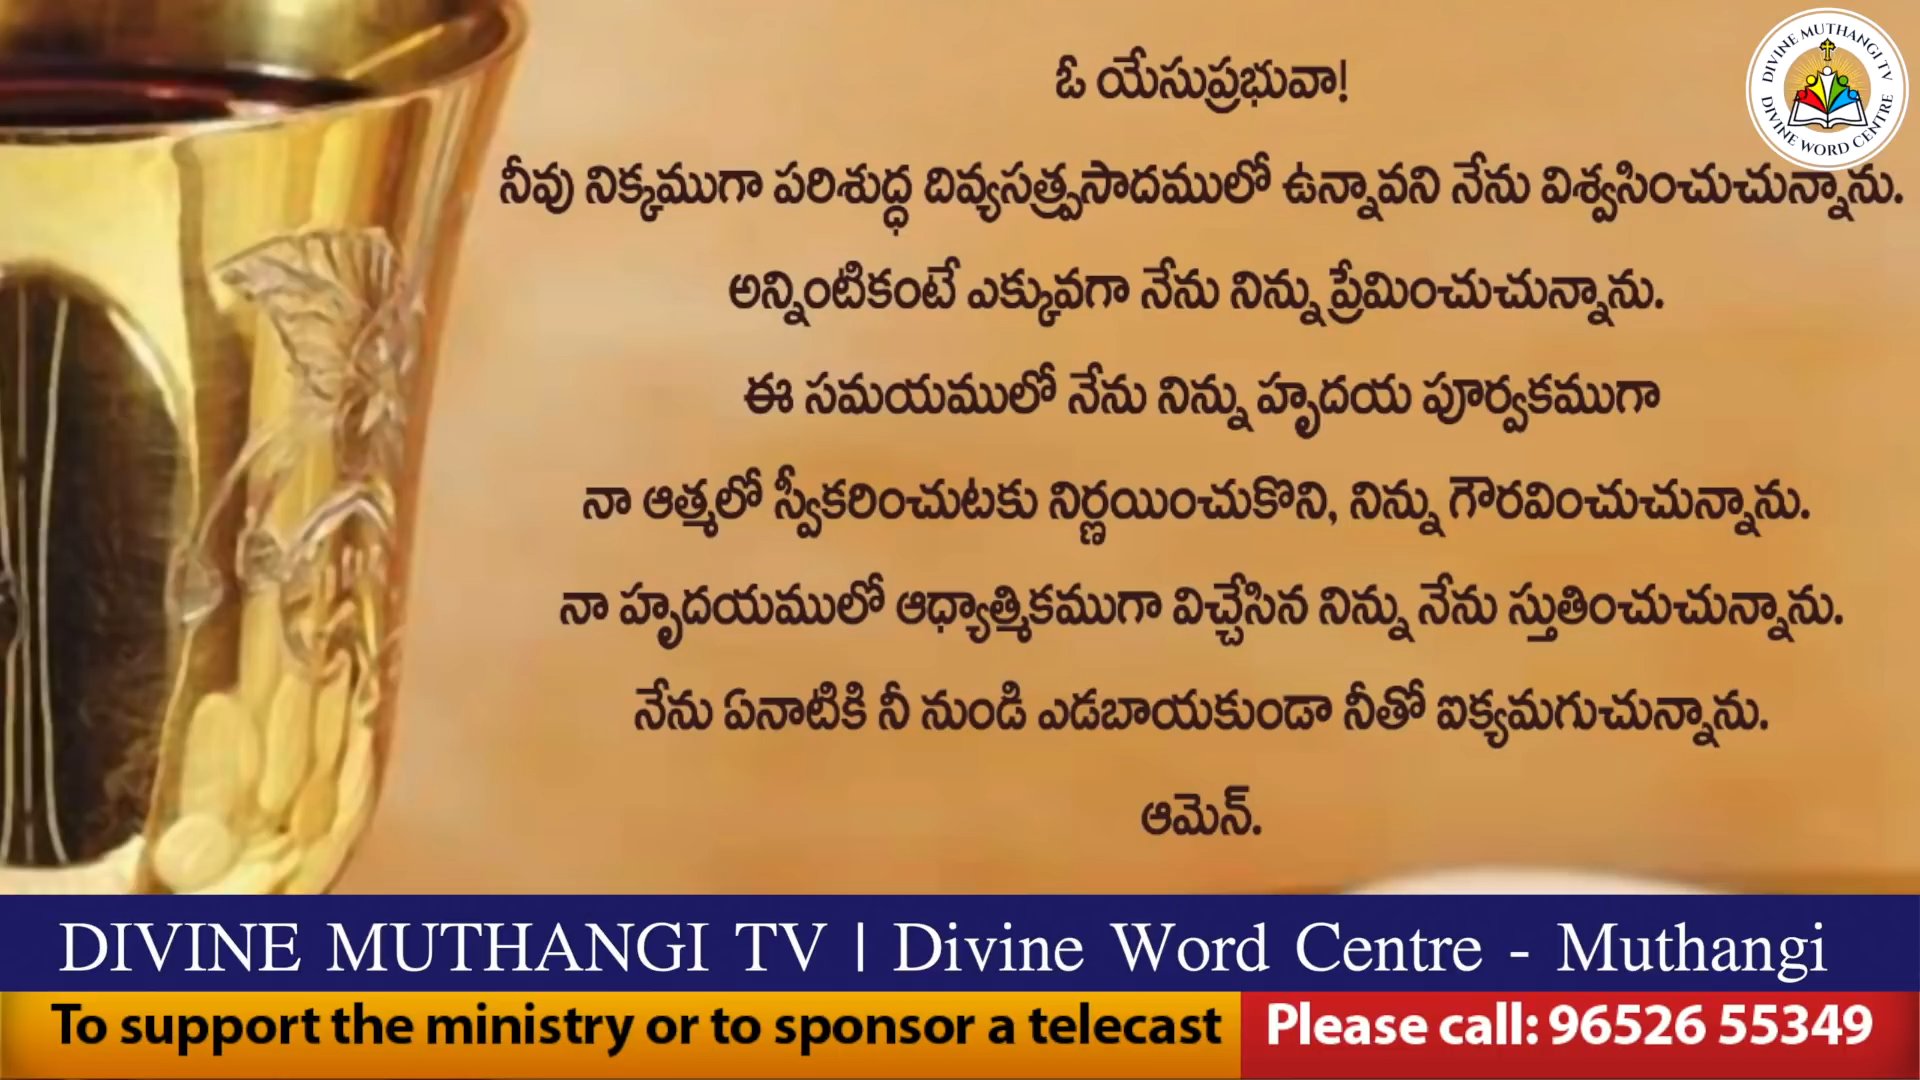 ఓ యేసుప్రభువా!
నీవు నిక్కముగా పరిశుద్ధ దివ్యసత్ప్రసాదములో ఉన్నావని నేను విశ్వసించుచున్నాను.
అన్నింటికంటే ఎక్కువగా నేను నిన్ను ప్రేమించుచున్నాను.
ఈ సమయములో నేను నిన్ను హృదయ పూర్వకముగా
నా ఆత్మలో స్వీకరించుటకు నిర్ణయించుకొని, నిన్ను గౌరవించుచున్నాను.
నా హృదయములో ఆధ్యాత్మికముగా విచ్చేసిన నిన్ను నేను స్తుతించుచున్నాను.
నేను ఏనాటికి నీ నుండి ఎడబాయకుండా నీతో ఐక్యమగుచున్నాను.
ఆమెన్.
DIVINE MUTHANGI TV
DIVINE WORD CENTRE
DIVINE MUTHANGI TV | Divine Word Centre - Muthangi
To support the ministry or to sponsor a telecast Please call: 96526 55349